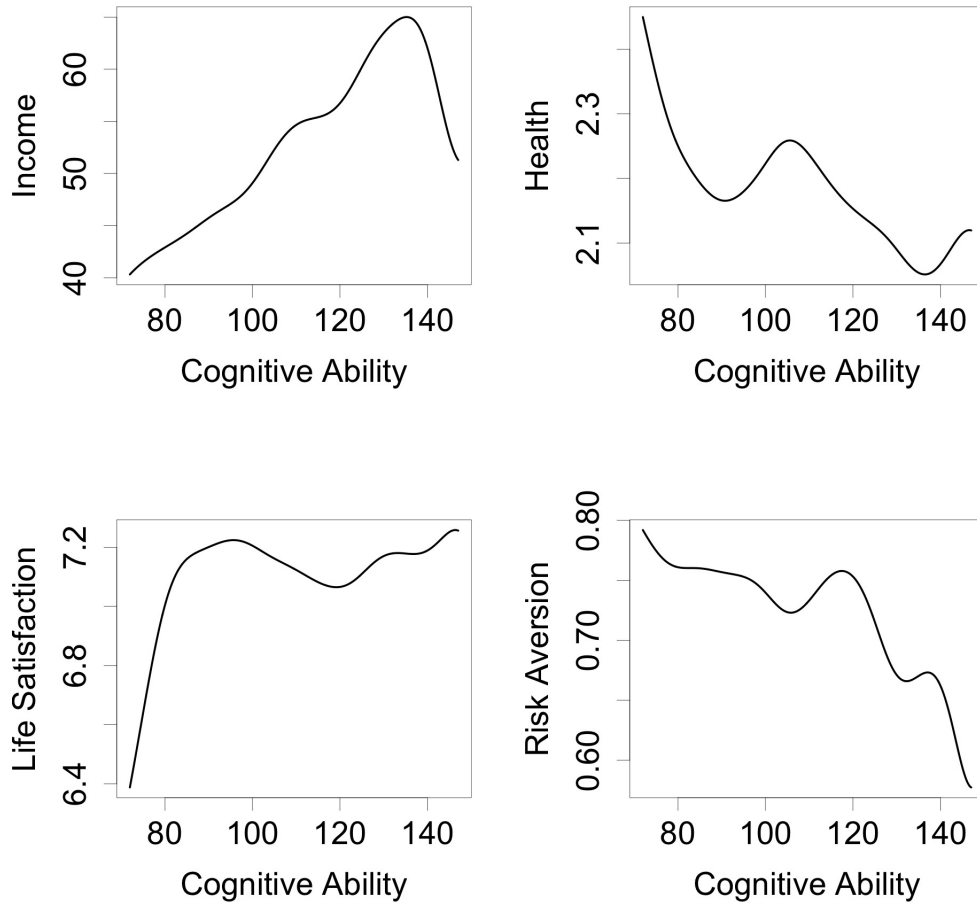 Income
60
50
40
80 100 120 140
Cognitive Ability
Health
2.3
2.1
80 100 120 140
Cognitive Ability
Life Satisfaction
7.2
6.8
6.4
80 100 120 140
Cognitive Ability
Risk Aversion
0.80
0.70
0.60
80 100 120 140
Cognitive Ability